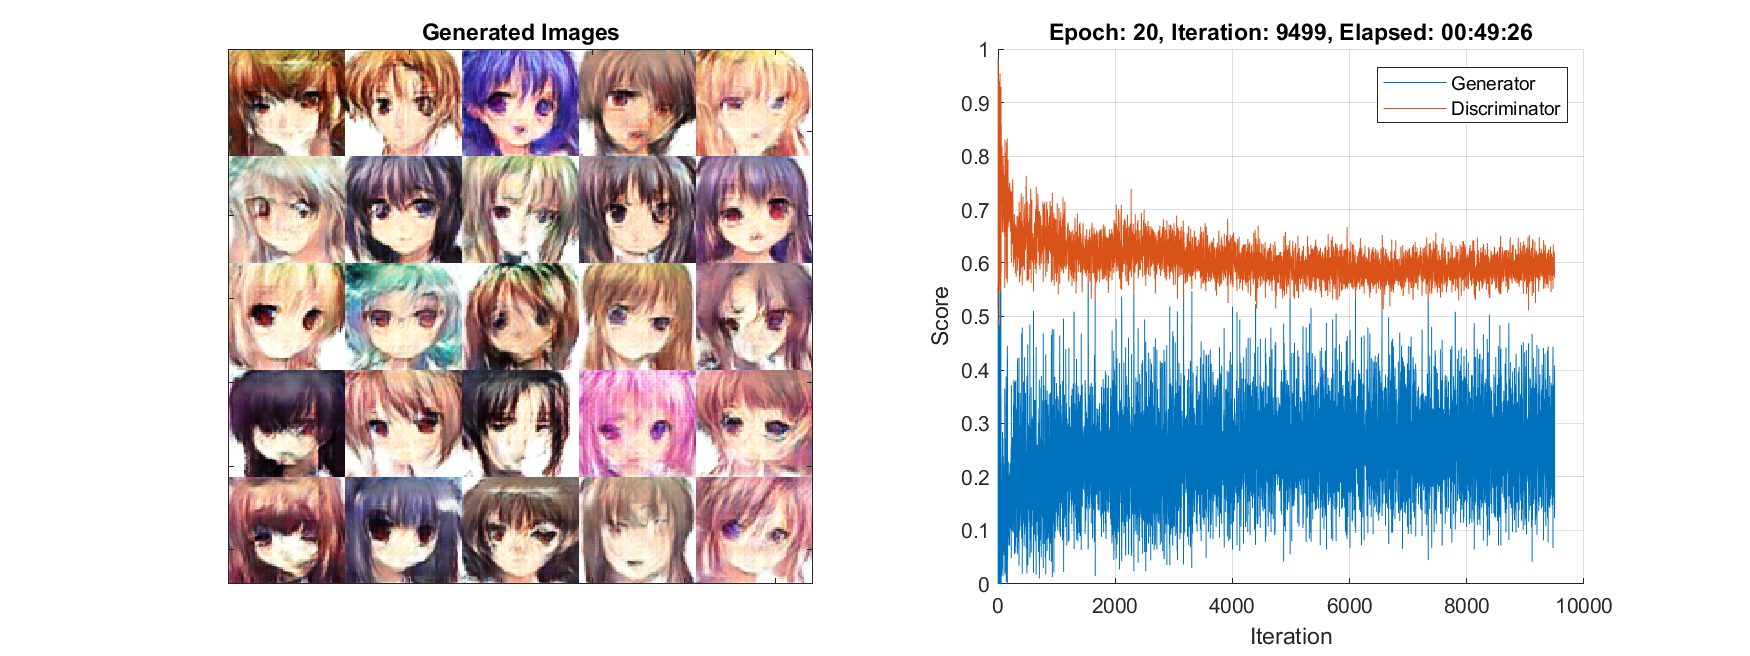 Generated Images
Epoch: 20, Iteration: 9499, Elapsed: 00:49:26
1
0.9
0.8
0.7
0.6
0.5
0.4
0.3
0.2
0.1
0
Score
Generator
Discriminator
0 2000 4000 6000 8000 10000
Iteration